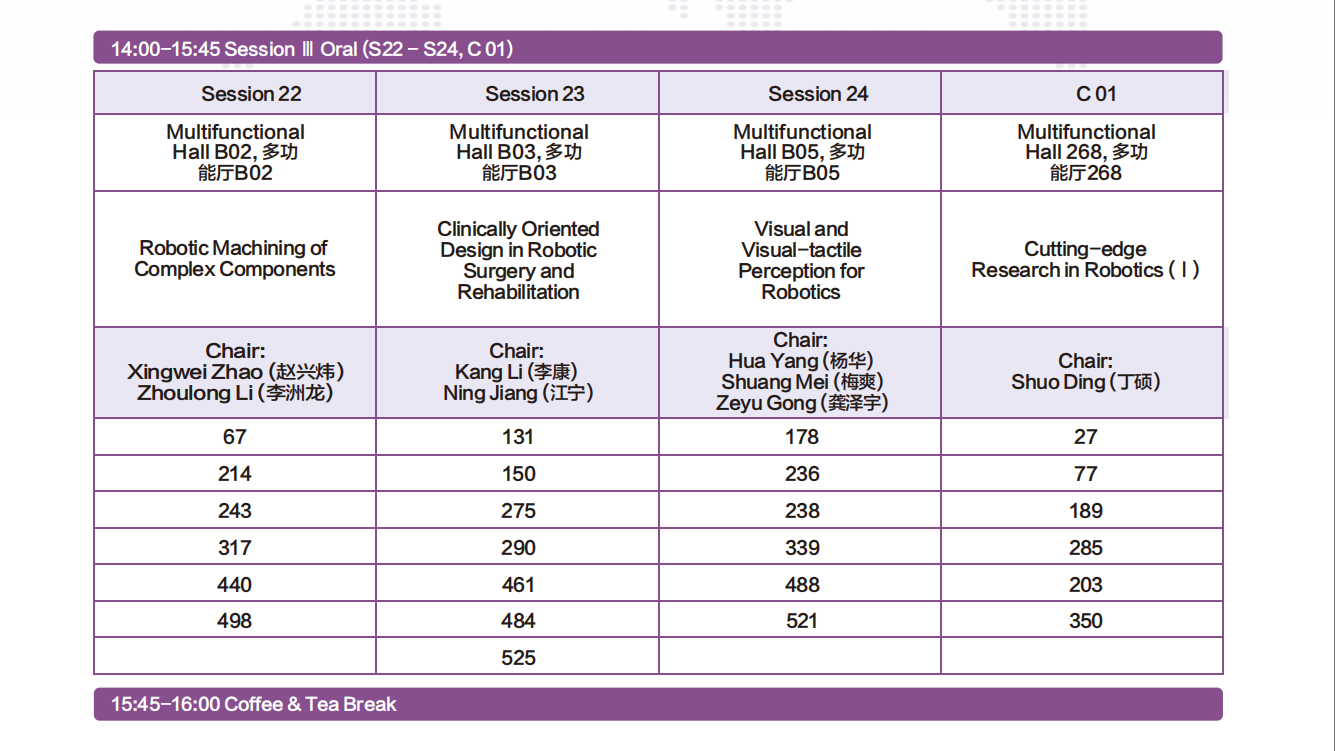 14:00-15:45 Session Ⅲ Oral (S22 - S24, C 01)
Session 22
Session 23
Session 24
C 01
Multifunctional
Hall B02, 多功
能厅B02
Multifunctional
Hall B03, 多功
能厅B03
Multifunctional
Hall B05, 多功
能厅B05
Multifunctional
Hall 268, 多功
能厅268
Robotic Machining of
Complex Components
Clinically Oriented
Design in Robotic
Surgery and
Rehabilitation
Visual and
Visual-tactile
Perception for
Robotics
Cutting-edge
Research in Robotics (Ⅰ)
Chair:
Xingwei Zhao (赵兴炜)
Zhoulong Li (李洲龙)
Chair:
Kang Li (李康)
Ning Jiang (江宁)
Chair:
Hua Yang (杨华)
Shuang Mei (梅爽)
Zeyu Gong (龚泽宇)
Chair:
Shuo Ding (丁硕)
67
131
178
27
214
150
236
77
243
275
238
189
317
290
339
285
440
461
488
203
498
484
521
350
525
15:45-16:00 Coffee & Tea Break